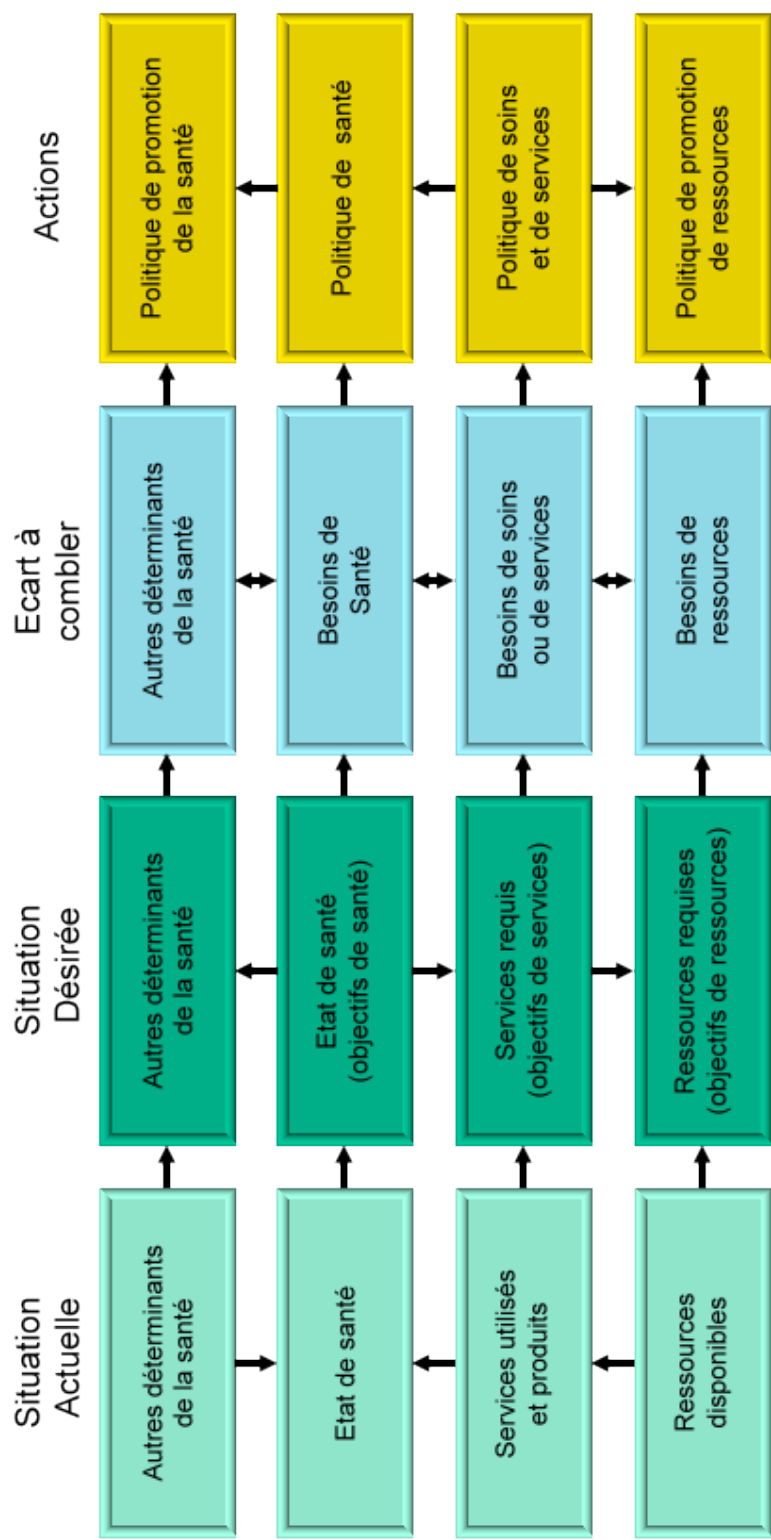 Situation
Actuelle
Situation
Désirée
Ecart à
combler
Actions
Autres déterminants
de la santé
Autres déterminants
de la santé
Autres déterminants
de la santé
Politique de promotion
de la santé
Etat de santé
Etat de santé
(objectifs de santé)
Besoins de
Santé
Politique de santé
Services utilisés
et produits
Services requis
(objectifs de services)
Besoins de soins
ou de services
Politique de soins
et de services
Ressources
disponibles
Ressources requises
(objectifs de ressources)
Besoins de
ressources
Politique de promotion
de ressources